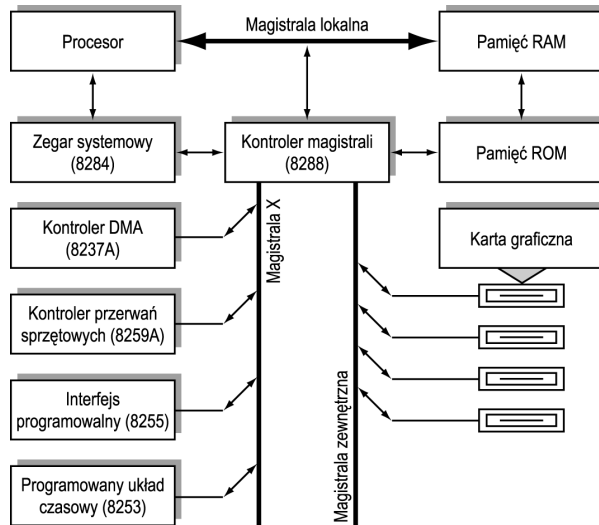 Procesor
Magistrala lokalna
Pamięć RAM
Zegar systemowy
(8284)
Kontroler magistrali
(8288)
Pamięć ROM
Kontroler DMA
(8237A)
Magistrala X
Karta graficzna
Kontroler przerwań
sprzętowych (8259A)
Interfejs
programowalny (8255)
Magistrala zewnętrzna
Programowany układ
czasowy (8253)